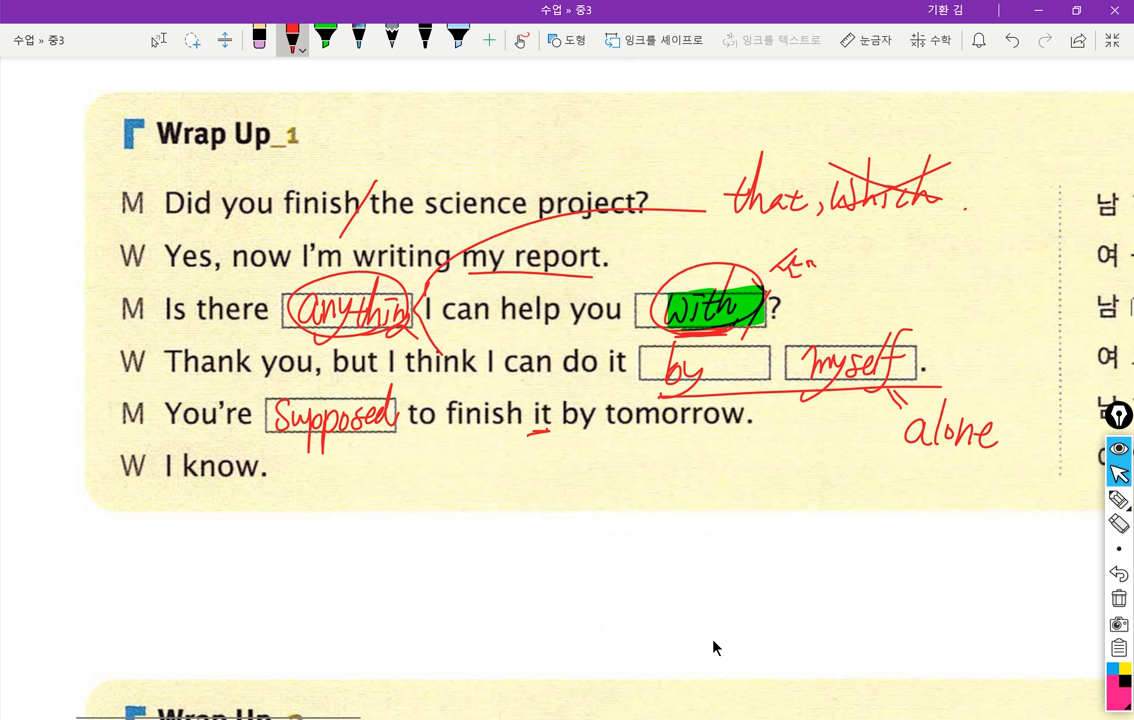 수업 » 중3
기환 김
수업 » 중3
도형
잉크를 셰이프로
잉크를 텍스트로
눈금자
수학
Wrap Up_1
M Did you finish the science project?
that, which.
남
W Yes, now I'm writing my report.
여
M Is there anything I can help you with?
남
W Thank you, but I think I can do it by myself.
여
M You're supposed to finish it by tomorrow.
남
alone
W I know.
여
Wrap Up_2